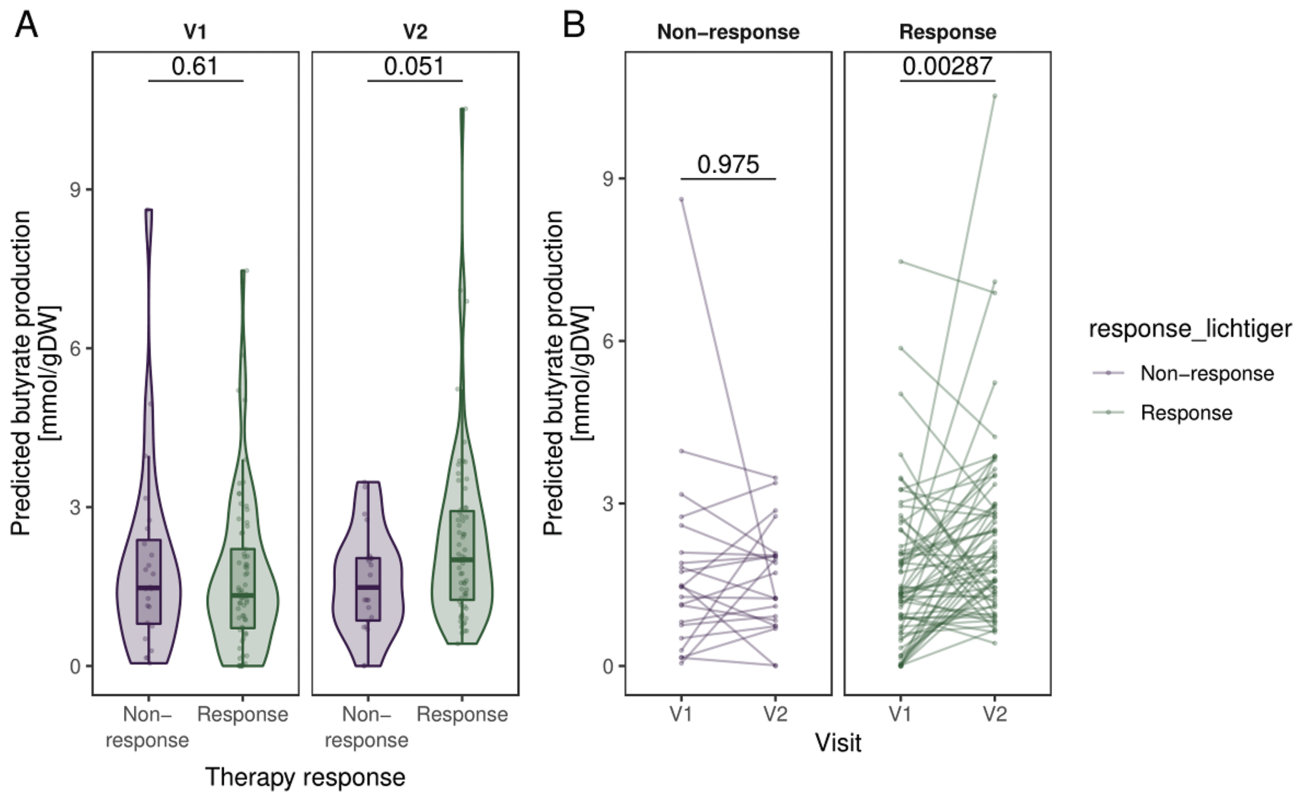 A
V1
V2
0.61
0.051
9
6
3
0
Predicted butyrate production
[mmol/gDW]
Non−
response
Response
Non−
response
Response
Therapy response
B
Non−response
Response
0.975
0.00287
9
6
3
0
Predicted butyrate production
[mmol/gDW]
V1
V2
V1
V2
Visit
response_lichtiger
Non−response
Response